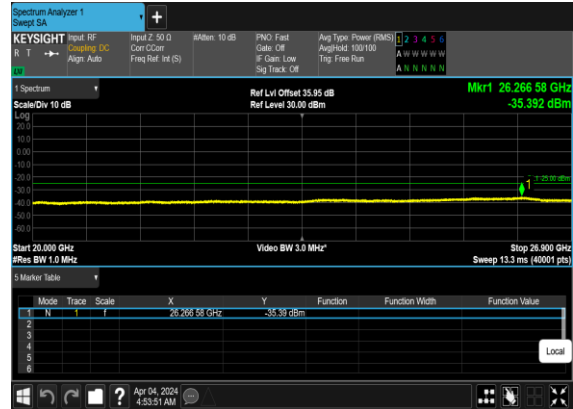 Spectrum Analyzer 1
Swept SA
+
KEYSIGHT Input: RF Input Z: 50 Ω #Atten: 10 dB PNO: Fast Avg Type: Power (RMS) 1 2 3 4 5 6
R T Coupling: DC Corr CCorr Gate: Off Avg|Hold: 100/100 A W W W W W
Align: Auto Freq Ref: Int (S) IF Gain: Low Trig: Free Run
LXI Sig Track: Off A N N N N N
1 Spectrum Ref Lvl Offset 35.95 dB Mkr1 26.266 58 GHz
Scale/Div 10 dB Ref Level 30.00 dBm -35.392 dBm
Log
20.0
10.0
0.00
-10.0
-20.0
-30.0 1 -25.00 dBm
-40.0
-50.0
-60.0
Start 20.000 GHz Video BW 3.0 MHz* Stop 26.900 GHz
#Res BW 1.0 MHz Sweep 13.3 ms (40001 pts)
5 Marker Table
Mode Trace Scale X Y Function Function Width Function Value
1 N 1 f 26.266 58 GHz -35.39 dBm
2
3
4
5
6
Local
? Apr 04, 2024
4:53:51 AM